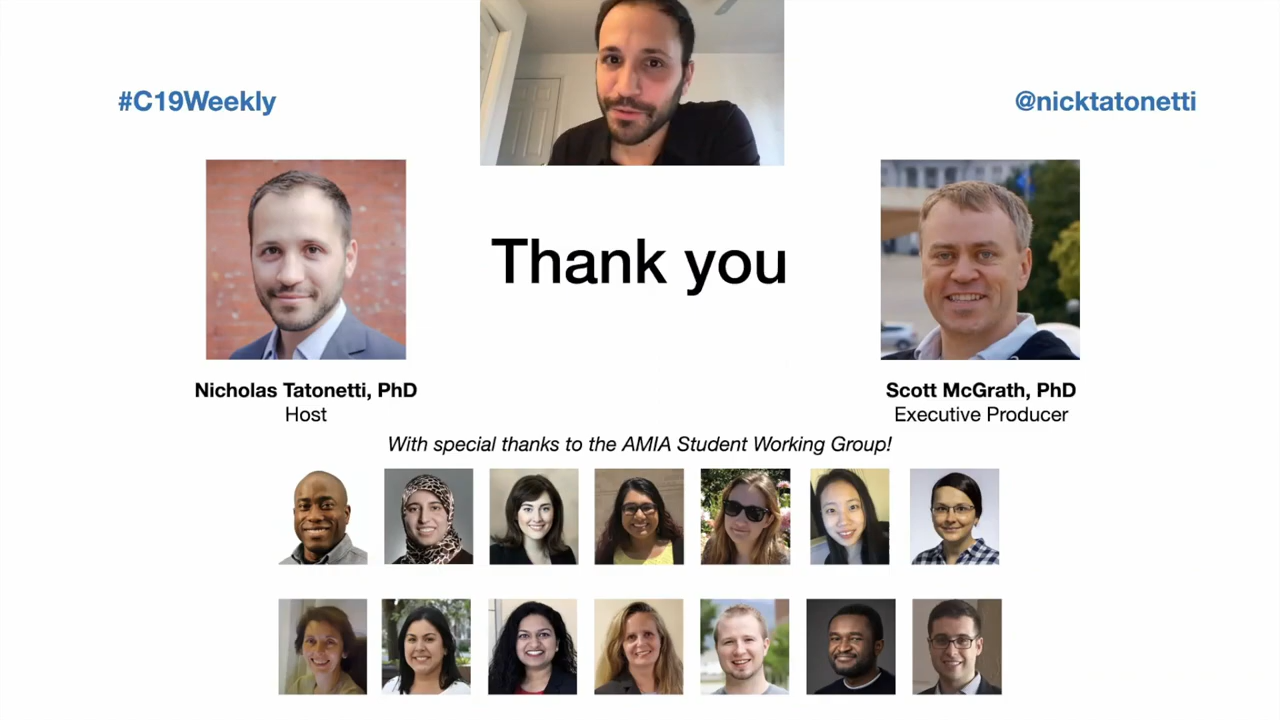 #C19Weekly
@nicktatonetti
Thank you
Nicholas Tatonetti, PhD
Host
Scott McGrath, PhD
Executive Producer
With special thanks to the AMIA Student Working Group!